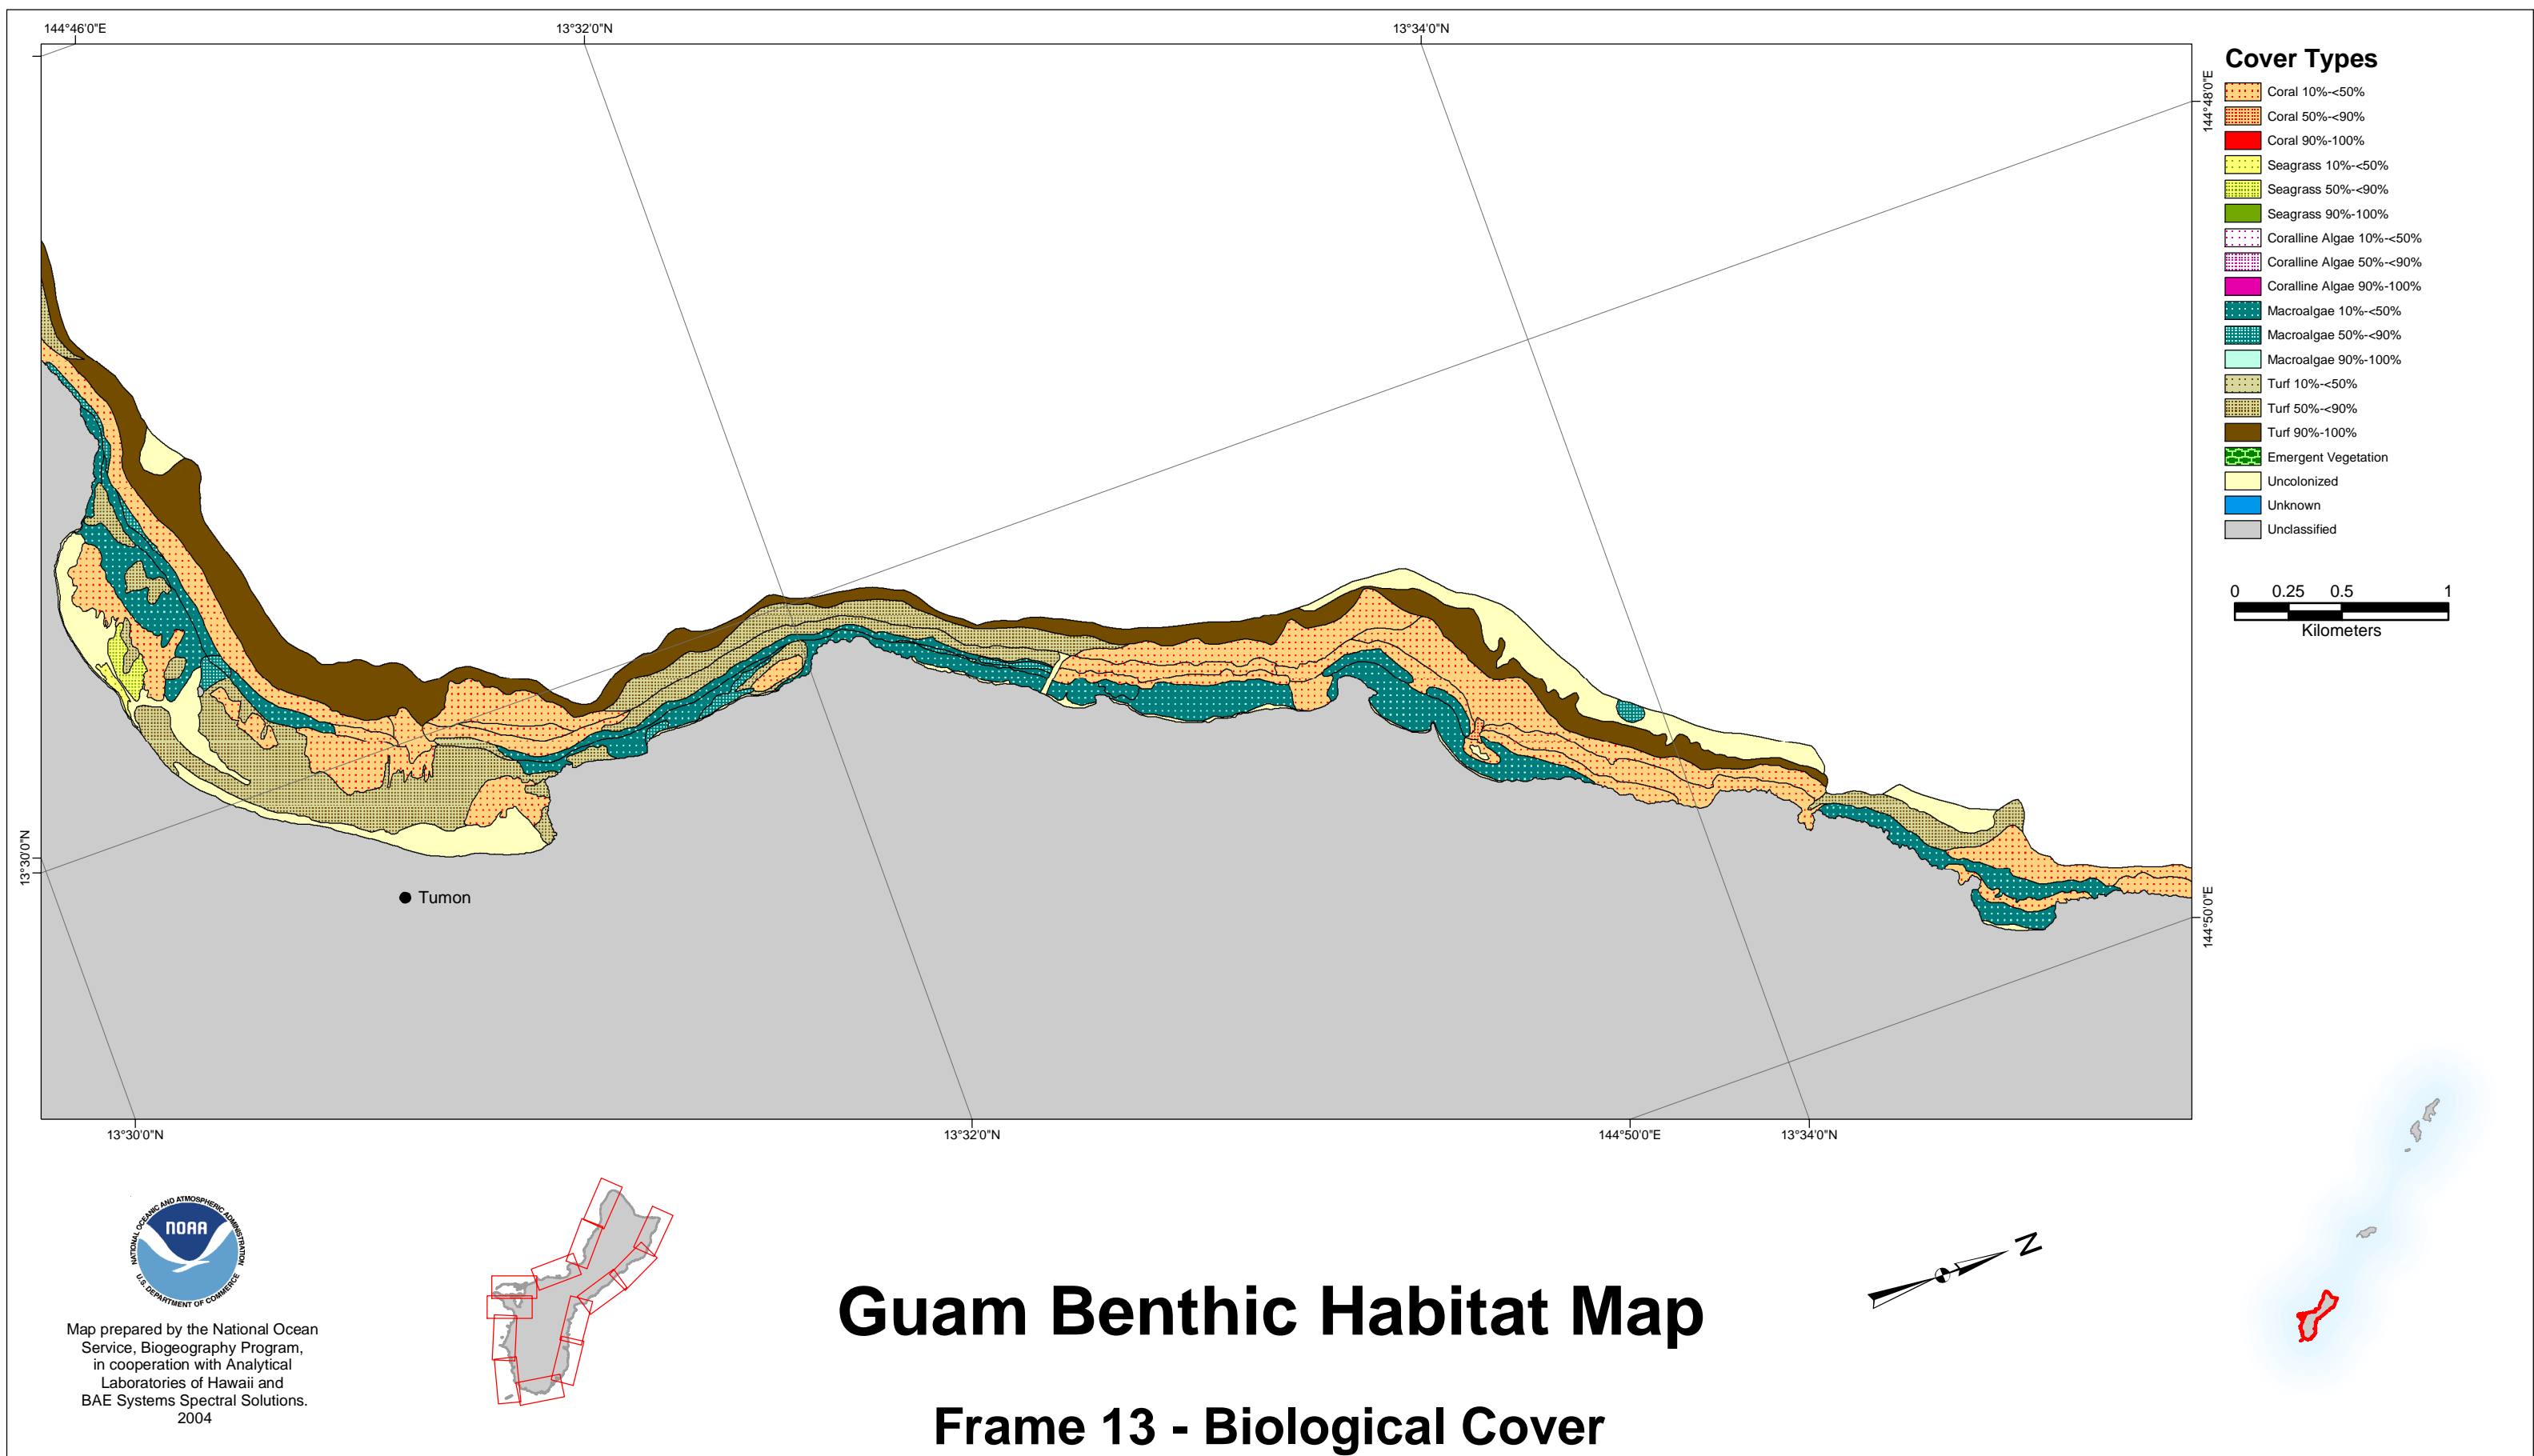 144°46'0"E
13°32'0"N
13°34'0"N
144°48'0"E
13°30'0"N
144°50'0"E
Tumon
13°30'0"N
13°32'0"N
144°50'0"E
13°34'0"N
Cover Types
Coral 10%-<50%
Coral 50%-<90%
Coral 90%-100%
Seagrass 10%-<50%
Seagrass 50%-<90%
Seagrass 90%-100%
Coralline Algae 10%-<50%
Coralline Algae 50%-<90%
Coralline Algae 90%-100%
Macroalgae 10%-<50%
Macroalgae 50%-<90%
Macroalgae 90%-100%
Turf 10%-<50%
Turf 50%-<90%
Turf 90%-100%
Emergent Vegetation
Uncolonized
Unknown
Unclassified
0 0.25 0.5 1
Kilometers
NATIONAL OCEANIC AND ATMOSPHERIC ADMINISTRATION
NOAA
U.S. DEPARTMENT OF COMMERCE
Map prepared by the National Ocean
Service, Biogeography Program,
in cooperation with Analytical
Laboratories of Hawaii and
BAE Systems Spectral Solutions.
2004
N
Guam Benthic Habitat Map
Frame 13 - Biological Cover